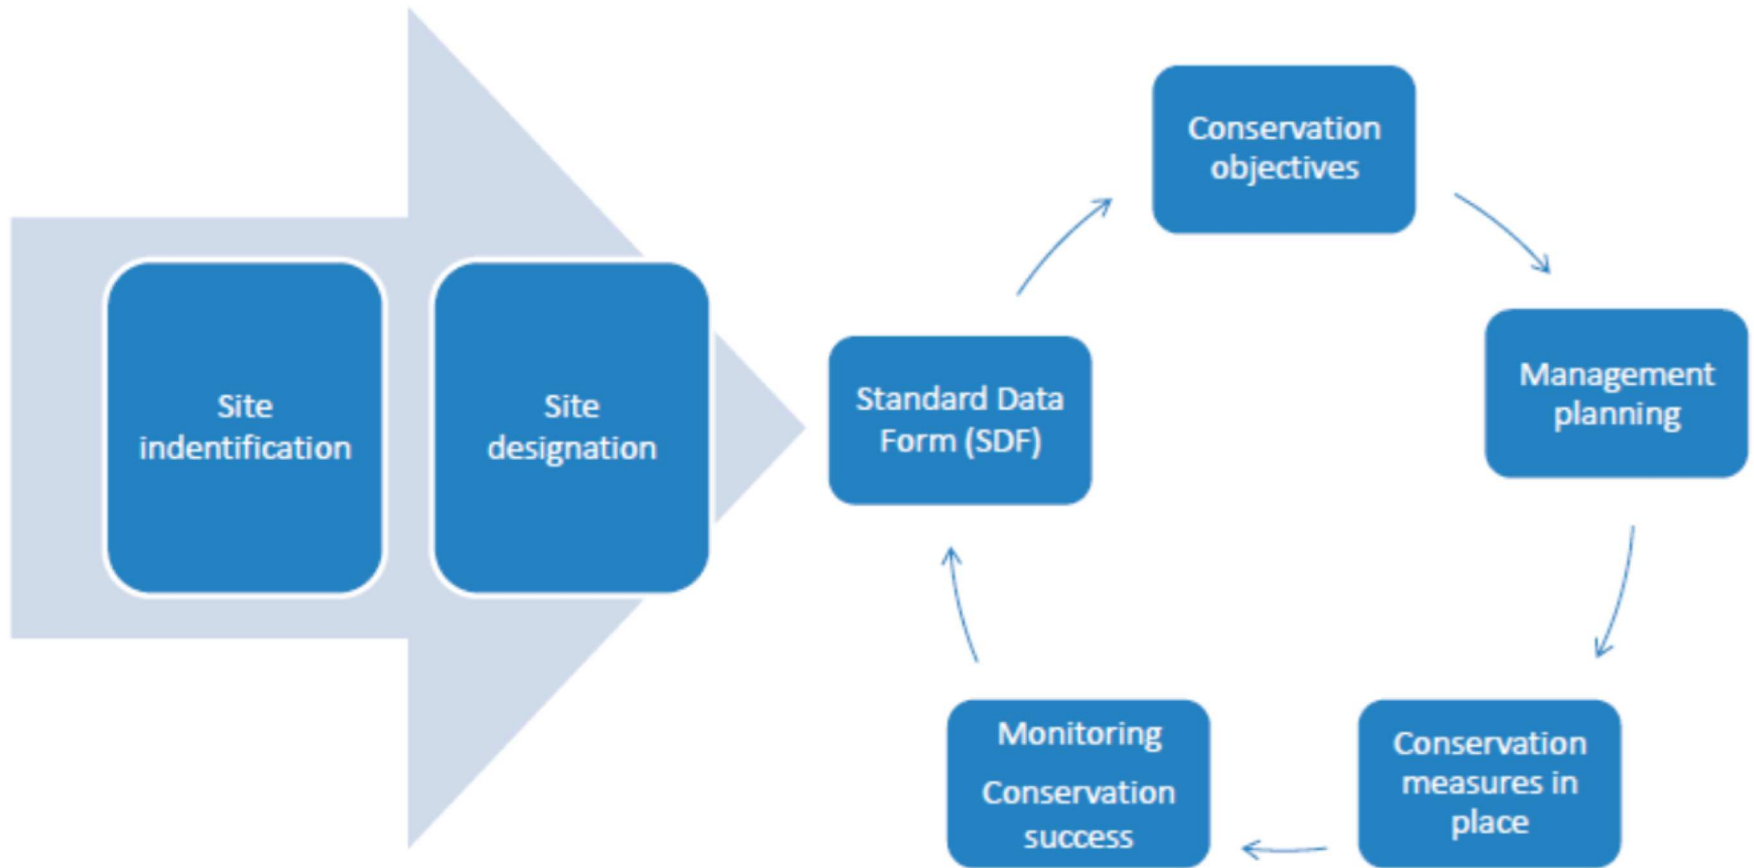 Site
indentification
Site
designation
Standard Data
Form (SDF)
Conservation
objectives
Management
planning
Conservation
measures in
place
Monitoring
Conservation
success